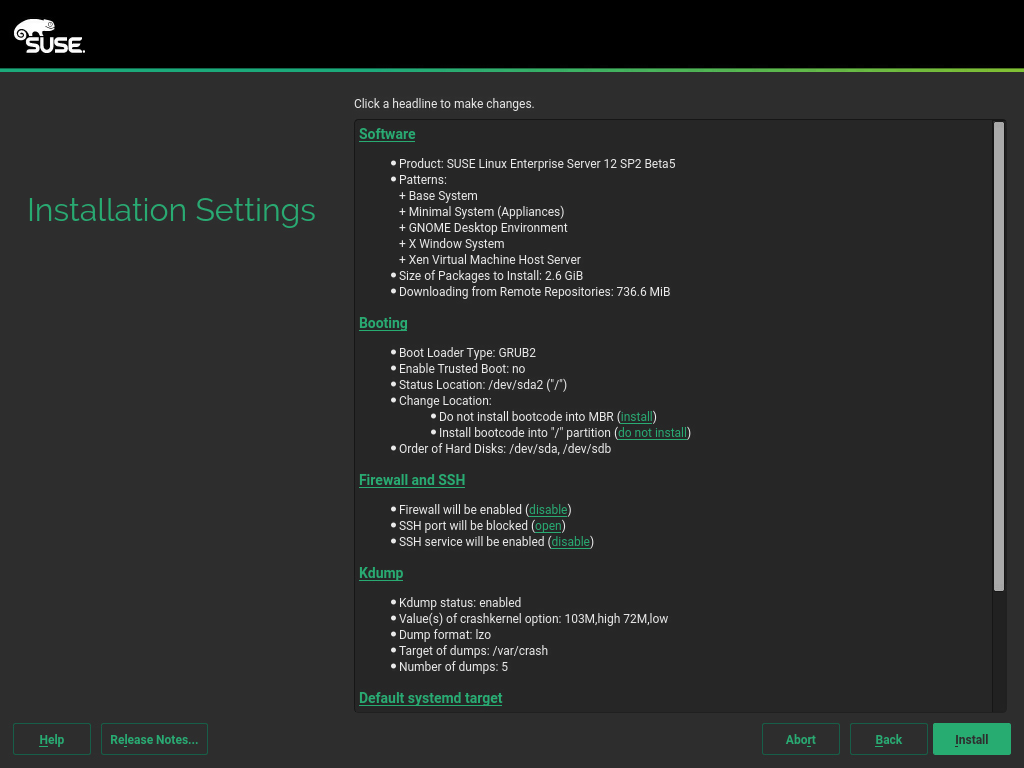 SUSE.
Click a headline to make changes.
Installation Settings
Software
Product: SUSE Linux Enterprise Server 12 SP2 Beta5
Patterns:
+ Base System
+ Minimal System (Appliances)
+ GNOME Desktop Environment
+ X Window System
+ Xen Virtual Machine Host Server
Size of Packages to Install: 2.6 GiB
Downloading from Remote Repositories: 736.6 MiB
Booting
Boot Loader Type: GRUB2
Enable Trusted Boot: no
Status Location: /dev/sda2 ("/")
Change Location:
Do not install bootcode into MBR (install)
Install bootcode into "/" partition (do not install)
Order of Hard Disks: /dev/sda, /dev/sdb
Firewall and SSH
Firewall will be enabled (disable)
SSH port will be blocked (open)
SSH service will be enabled (disable)
Kdump
Kdump status: enabled
Value(s) of crashkernel option: 103M,high 72M,low
Dump format: lzo
Target of dumps: /var/crash
Number of dumps: 5
Default systemd target
Help
Release Notes...
Abort
Back
Install